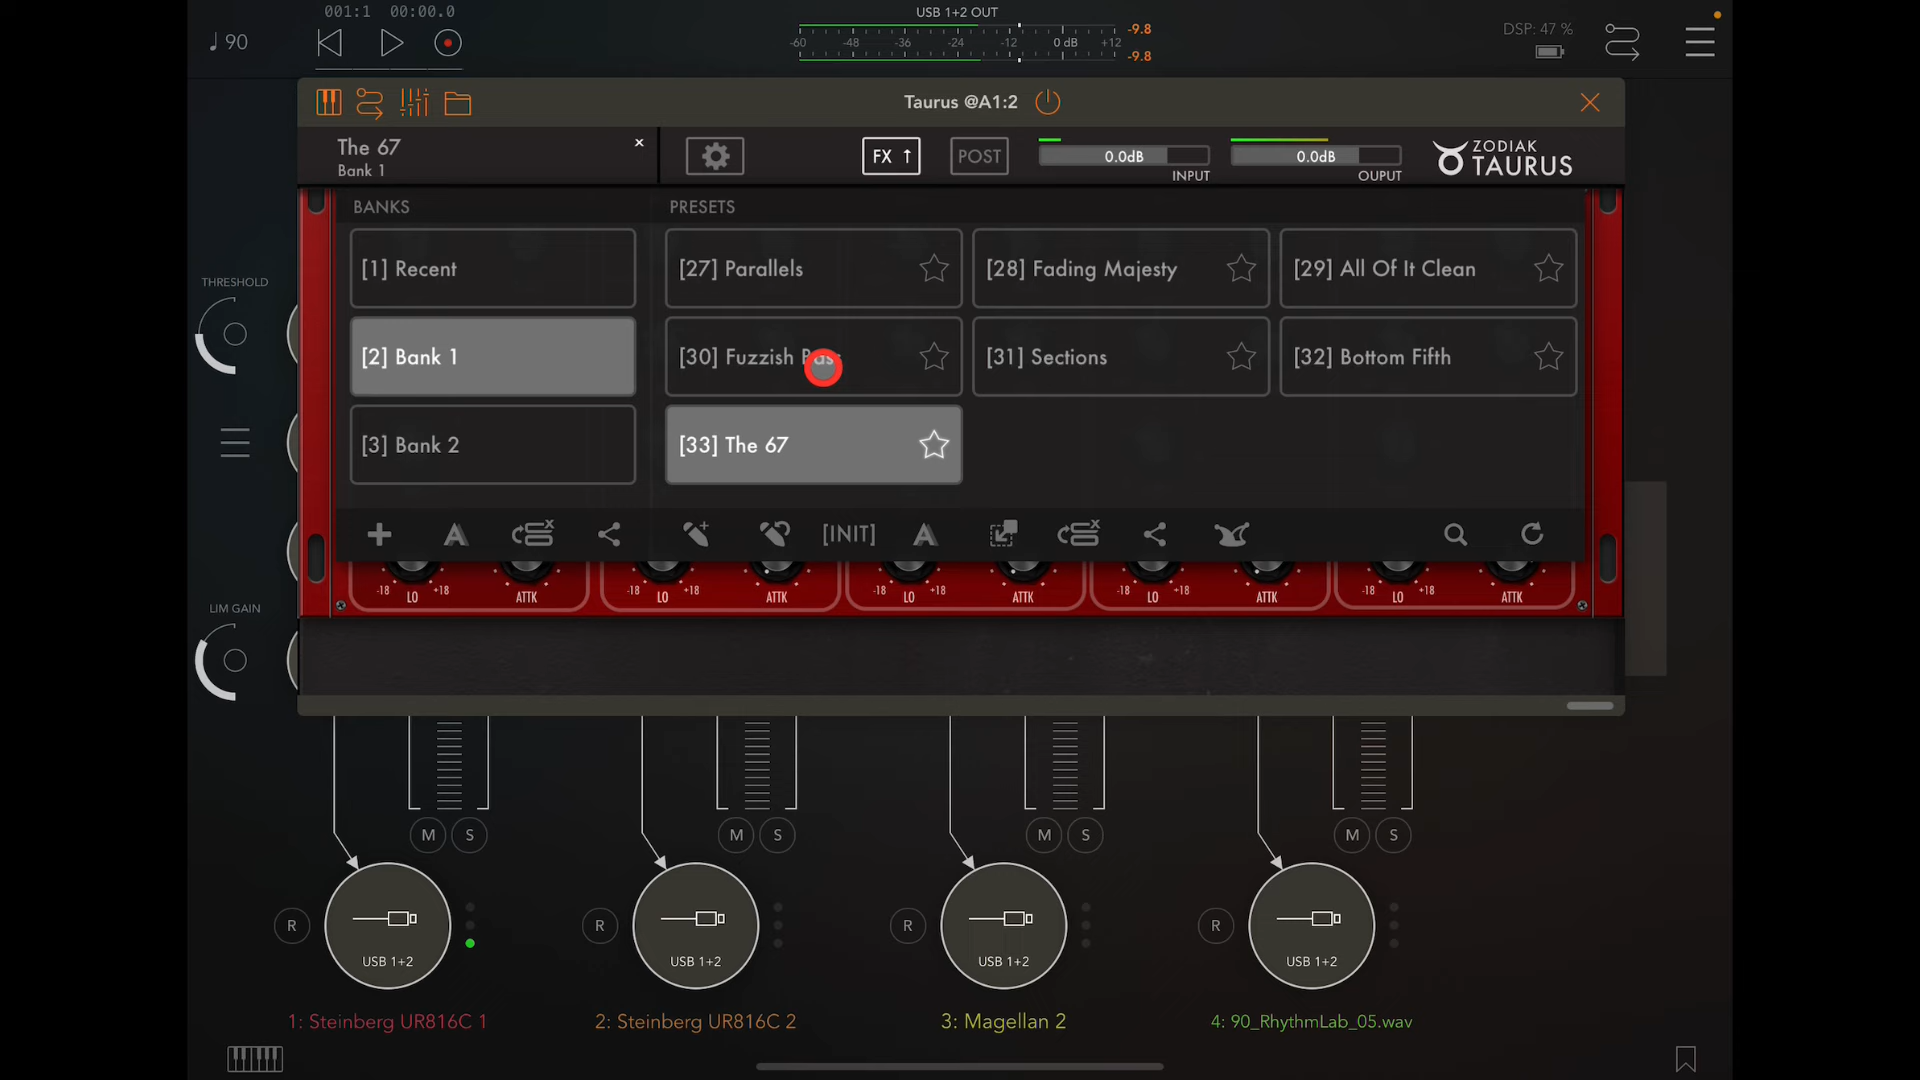 001:1 00:00.0
USB 1+2 OUT
♩ 90
-60 -48 -36 -24 -12 0 dB +12
-9.8
-9.8
DSP: 47 %
Taurus @A1:2
The 67
Bank 1
FX ↑
POST
0.0dB
INPUT
0.0dB
OUPUT
ZODIAK
TAURUS
BANKS
PRESETS
[1] Recent
[27] Parallels
[28] Fading Majesty
[29] All Of It Clean
[2] Bank 1
[30] Fuzzish Bass
[31] Sections
[32] Bottom Fifth
[3] Bank 2
[33] The 67
[INIT]
-18 LO +18 ATTK
-18 LO +18 ATTK
-18 LO +18 ATTK
-18 LO +18 ATTK
-18 LO +18 ATTK
THRESHOLD
LIM GAIN
M S
M S
M S
M S
R
USB 1+2
R
USB 1+2
R
USB 1+2
R
USB 1+2
1: Steinberg UR816C 1
2: Steinberg UR816C 2
3: Magellan 2
4: 90_RhythmLab_05.wav